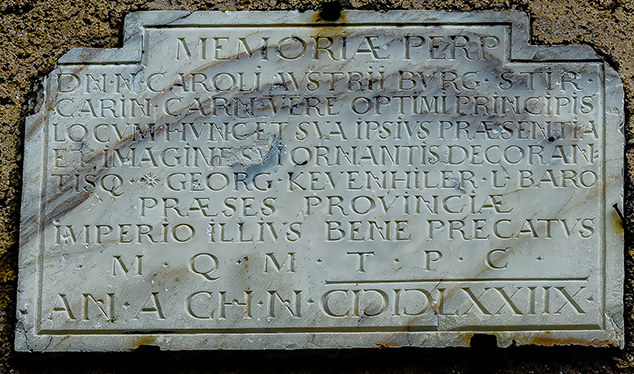 MEMORIÆ PERP
DN·N·CAROLI AVSTRII BVRG·STIR
CARIN·CARN·VERE OPTIMI PRINCIPIS
LOCVM HVNC ET SVA IPSIVS PRÆSENTIA
ET IMAGINE ORNANTIS DECORAN
TISQ·GEORG·KEVENHILER·L·BARO
PRÆSES PROVINCIÆ
IMPERIO ILLIVS BENE PRECATVS
M·Q·M·T·P·C·
AN·A CH·N·CIƆIƆLXXIIX·